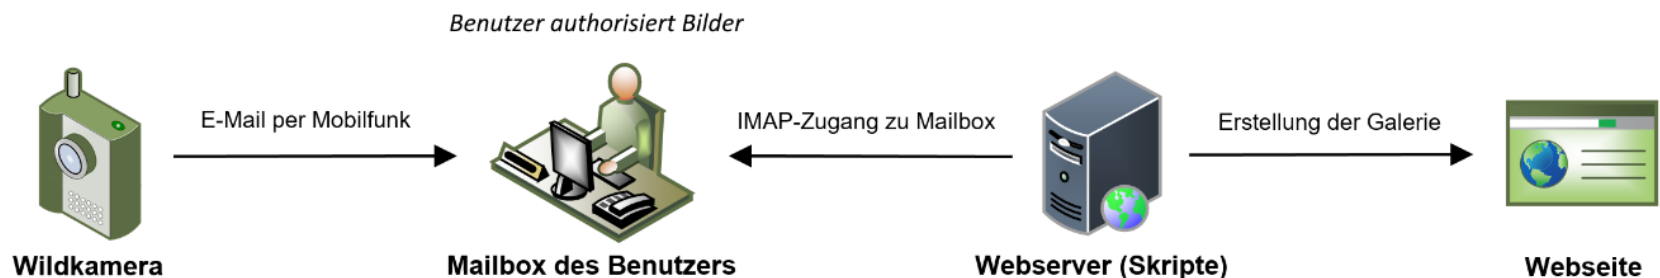 Benutzer authorisiert Bilder
E-Mail per Mobilfunk
IMAP-Zugang zu Mailbox
Erstellung der Galerie
Wildkamera
Mailbox des Benutzers
Webserver (Skripte)
Webseite